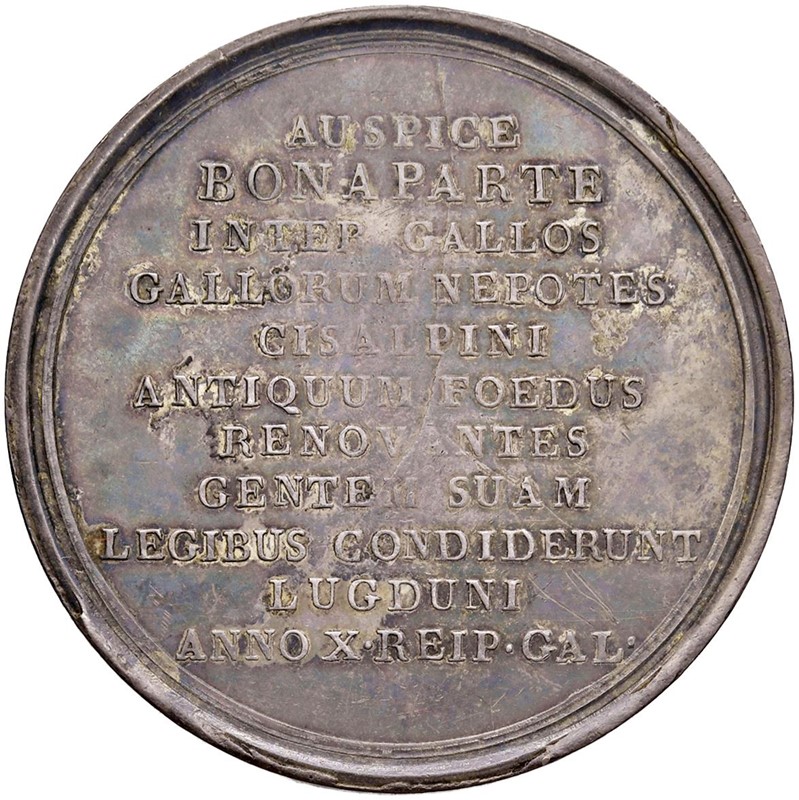 AUSPICE
BONAPARTE
INTER GALLOS
GALLORUM NEPOTES
CISALPINI
ANTIQUUM FOEDUS
RENOVANTES
GENTEM SUAM
LEGIBUS CONDIDERUNT
LUGDUNI
ANNO X·REIP·GAL: